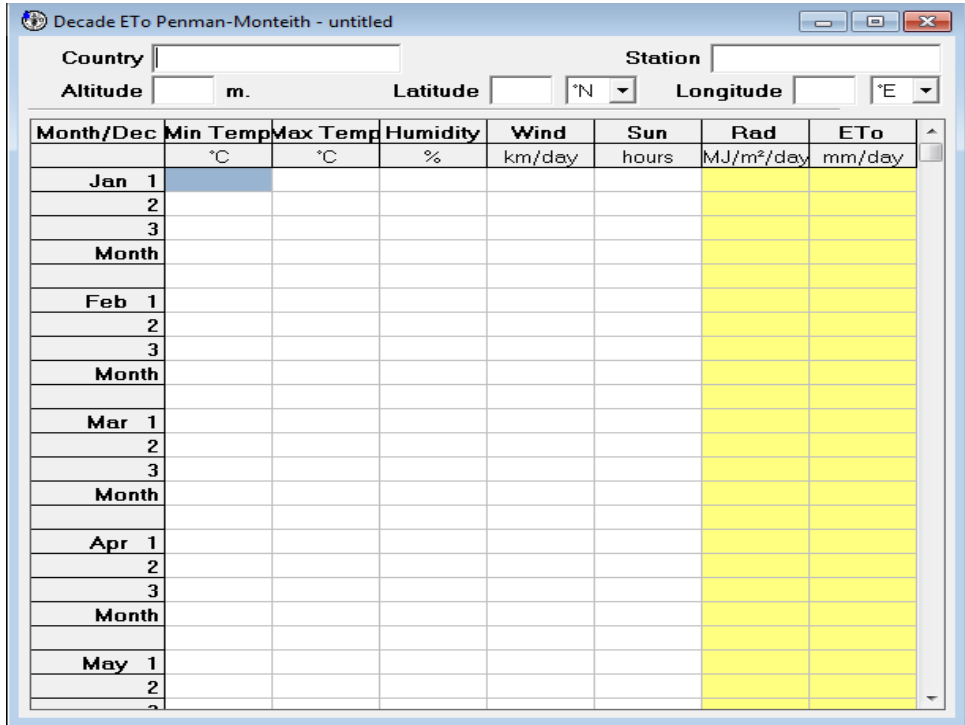 Decade ETo Penman-Monteith - untitled
Country Station
Altitude m. Latitude °N Longitude °E
Month/Dec Min Temp Max Temp Humidity Wind Sun Rad ETo
°C °C % km/day hours MJ/m²/day mm/day
Jan 1
2
3
Month
Feb 1
2
3
Month
Mar 1
2
3
Month
Apr 1
2
3
Month
May 1
2